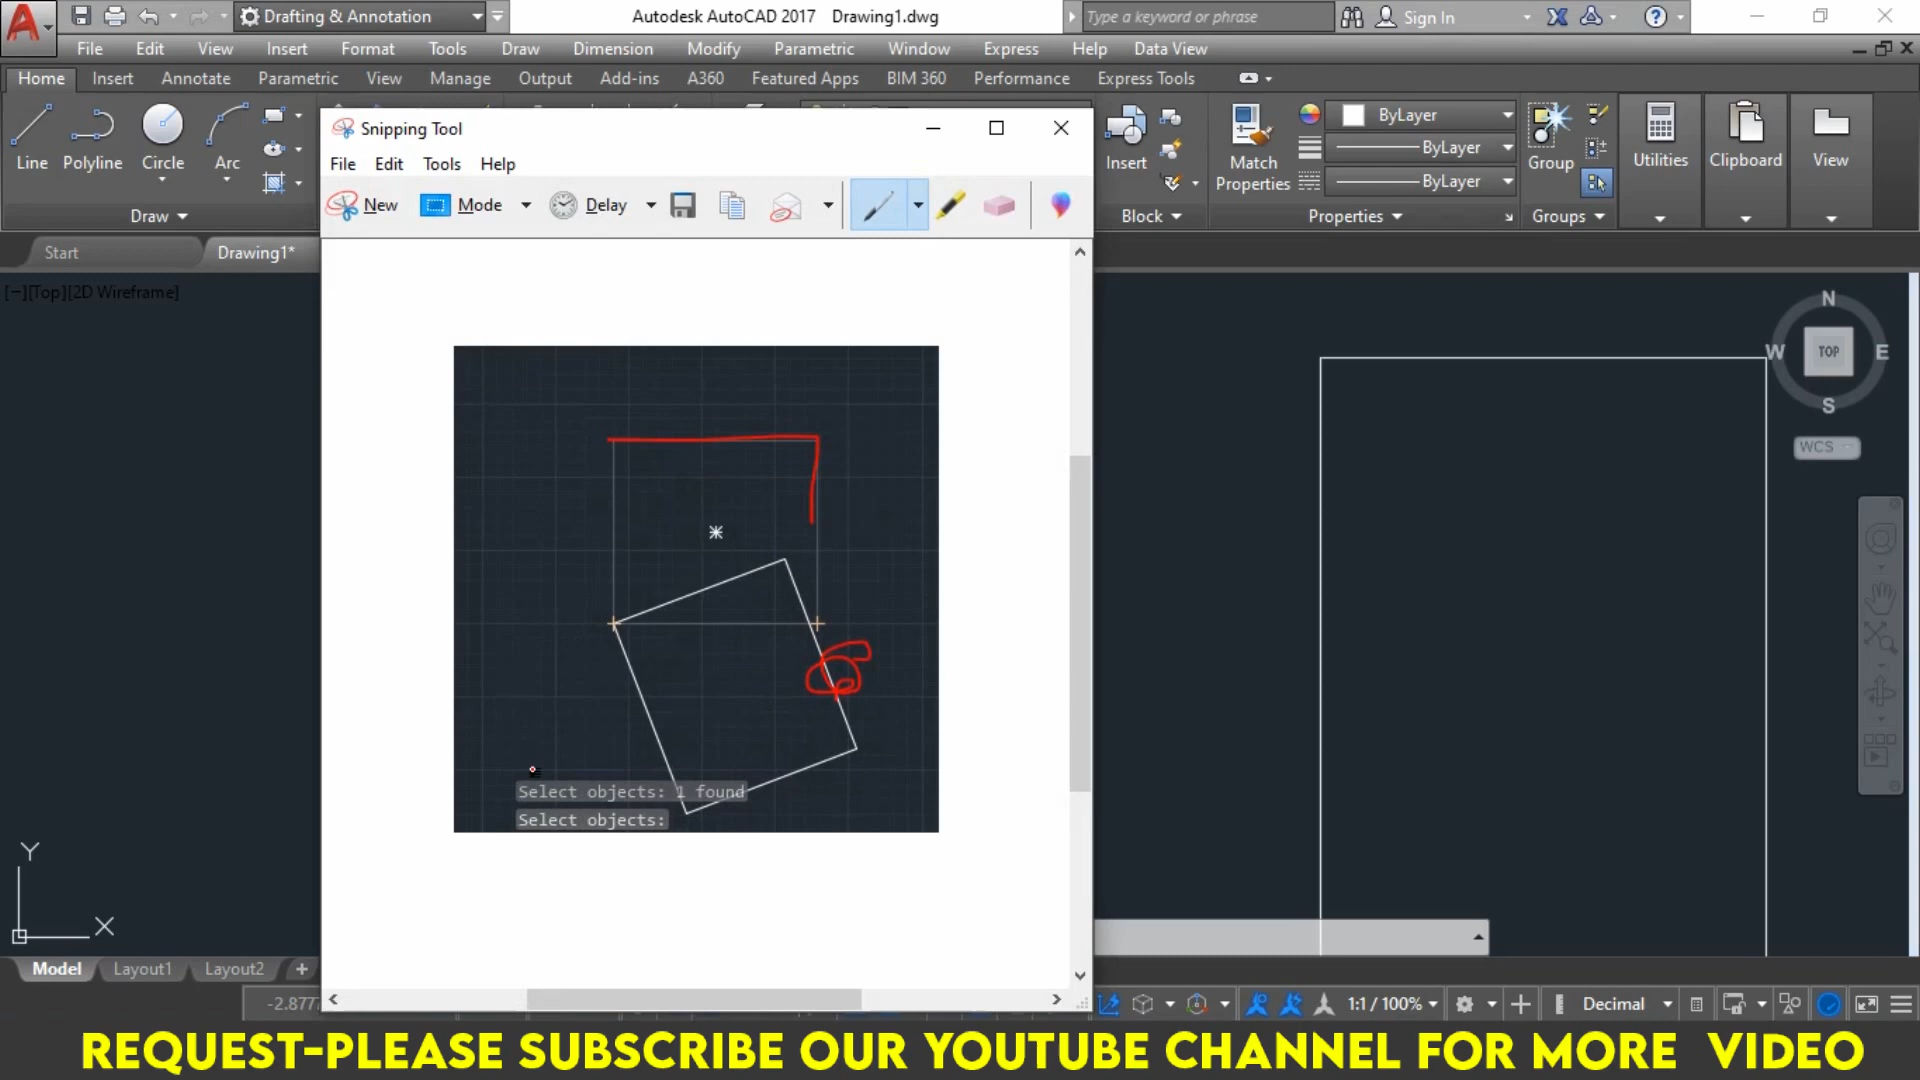 Drafting & Annotation
Autodesk AutoCAD 2017 Drawing1.dwg
Type a keyword or phrase
Sign In
File Edit View Insert Format Tools Draw Dimension Modify Parametric Window Express Help Data View
Home Insert Annotate Parametric View Manage Output Add-ins A360 Featured Apps BIM 360 Performance Express Tools
Line Polyline Circle Arc
Draw
Snipping Tool
File Edit Tools Help
New Mode Delay
Insert
Block
Match
Properties
ByLayer
ByLayer
ByLayer
Properties
Group
Groups
Utilities
Clipboard
View
Start Drawing1*
[−][Top][2D Wireframe]
N
W TOP E
S
WCS
Select objects: 1 found
Select objects:
Y
X
Model Layout1 Layout2 +
1:1 / 100% Decimal
REQUEST-PLEASE SUBSCRIBE OUR YOUTUBE CHANNEL FOR MORE VIDEO